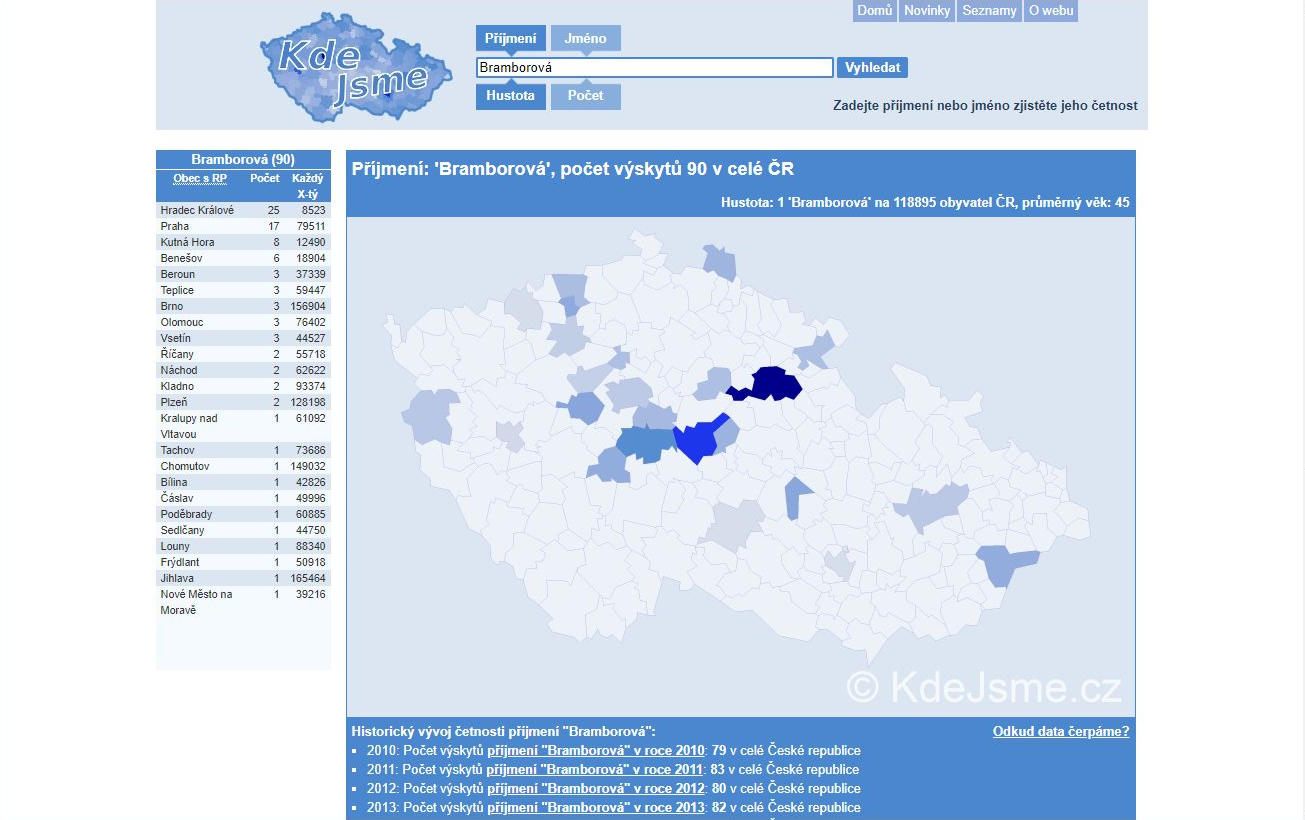 Domů Novinky Seznamy O webu
Kde
Jsme
Příjmení Jméno
Bramborová Vyhledat
Hustota Počet
Zadejte příjmení nebo jméno zjistěte jeho četnost
Bramborová (90)
Obec s RP Počet Každý
X-tý
Hradec Králové 25 8523
Praha 17 79511
Kutná Hora 8 12490
Benešov 6 18904
Beroun 3 37339
Teplice 3 59447
Brno 3 156904
Olomouc 3 76402
Vsetín 3 44527
Říčany 2 55718
Náchod 2 62622
Kladno 2 93374
Plzeň 2 128198
Kralupy nad 1 61092
Vltavou
Tachov 1 73686
Chomutov 1 149032
Bílina 1 42826
Čáslav 1 49996
Poděbrady 1 60885
Sedlčany 1 44750
Louny 1 88340
Frýdlant 1 50918
Jihlava 1 165464
Nové Město na 1 39216
Moravě
Příjmení: 'Bramborová', počet výskytů 90 v celé ČR
Hustota: 1 'Bramborová' na 118895 obyvatel ČR, průměrný věk: 45
© KdeJsme.cz
Historický vývoj četnosti příjmení "Bramborová": Odkud data čerpáme?
2010: Počet výskytů příjmení "Bramborová" v roce 2010: 79 v celé České republice
2011: Počet výskytů příjmení "Bramborová" v roce 2011: 83 v celé České republice
2012: Počet výskytů příjmení "Bramborová" v roce 2012: 80 v celé České republice
2013: Počet výskytů příjmení "Bramborová" v roce 2013: 82 v celé České republice